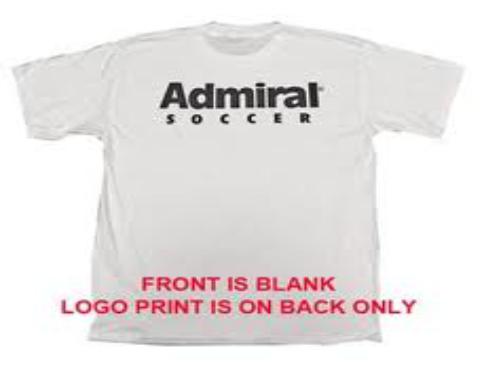 Admiral
SOCCER
FRONT IS BLANK
LOGO PRINT IS ON BACK ONLY